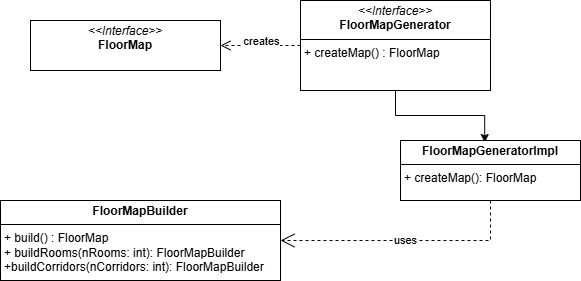 <<Interface>>
FloorMap
creates
<<Interface>>
FloorMapGenerator
+ createMap() : FloorMap
FloorMapGeneratorImpl
+ createMap(): FloorMap
FloorMapBuilder
+ build() : FloorMap
+ buildRooms(nRooms: int): FloorMapBuilder
+buildCorridors(nCorridors: int): FloorMapBuilder
uses